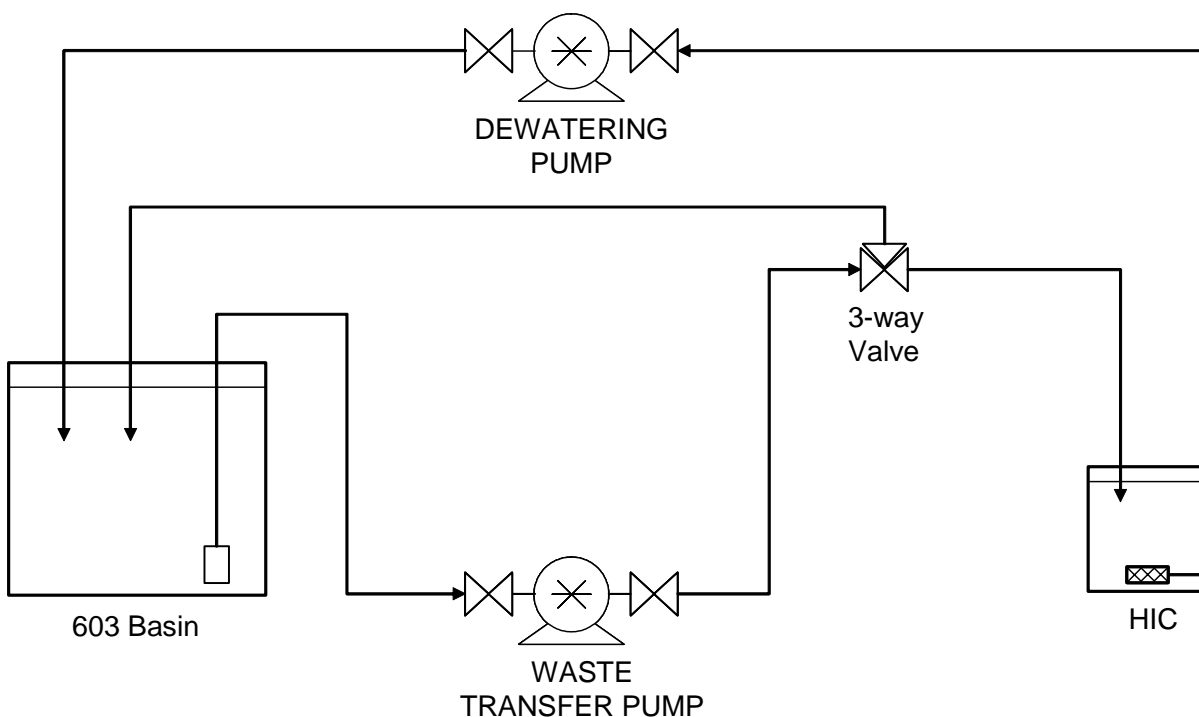 DEWATERING
PUMP
3-way
Valve
603 Basin
HIC
WASTE
TRANSFER PUMP